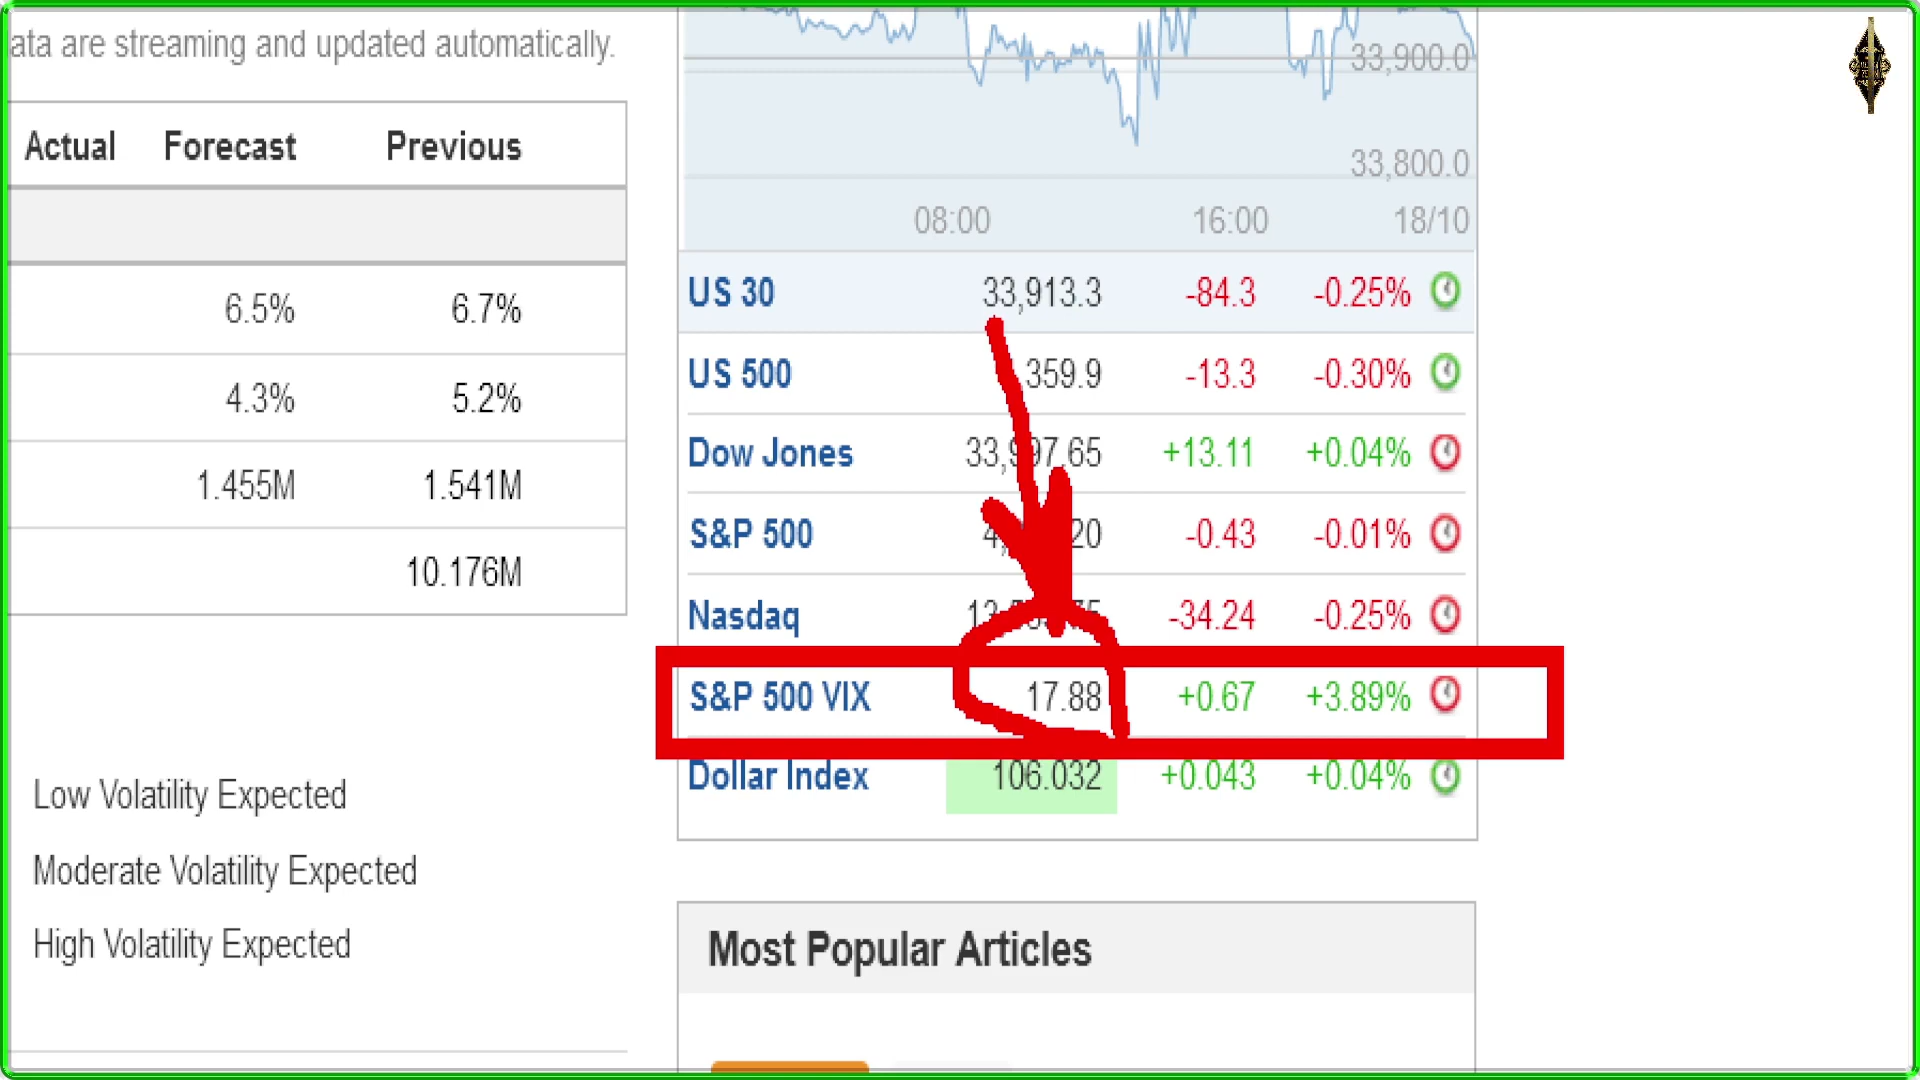 ata are streaming and updated automatically.
Actual Forecast Previous
6.5% 6.7%
4.3% 5.2%
1.455M 1.541M
10.176M
Low Volatility Expected
Moderate Volatility Expected
High Volatility Expected
33,900.0
33,800.0
08:00 16:00 18/10
US 30 33,913.3 -84.3 -0.25%
US 500 359.9 -13.3 -0.30%
Dow Jones 33,997.65 +13.11 +0.04%
S&P 500 -0.43 -0.01%
Nasdaq -34.24 -0.25%
S&P 500 VIX 17.88 +0.67 +3.89%
Dollar Index 106.032 +0.043 +0.04%
Most Popular Articles